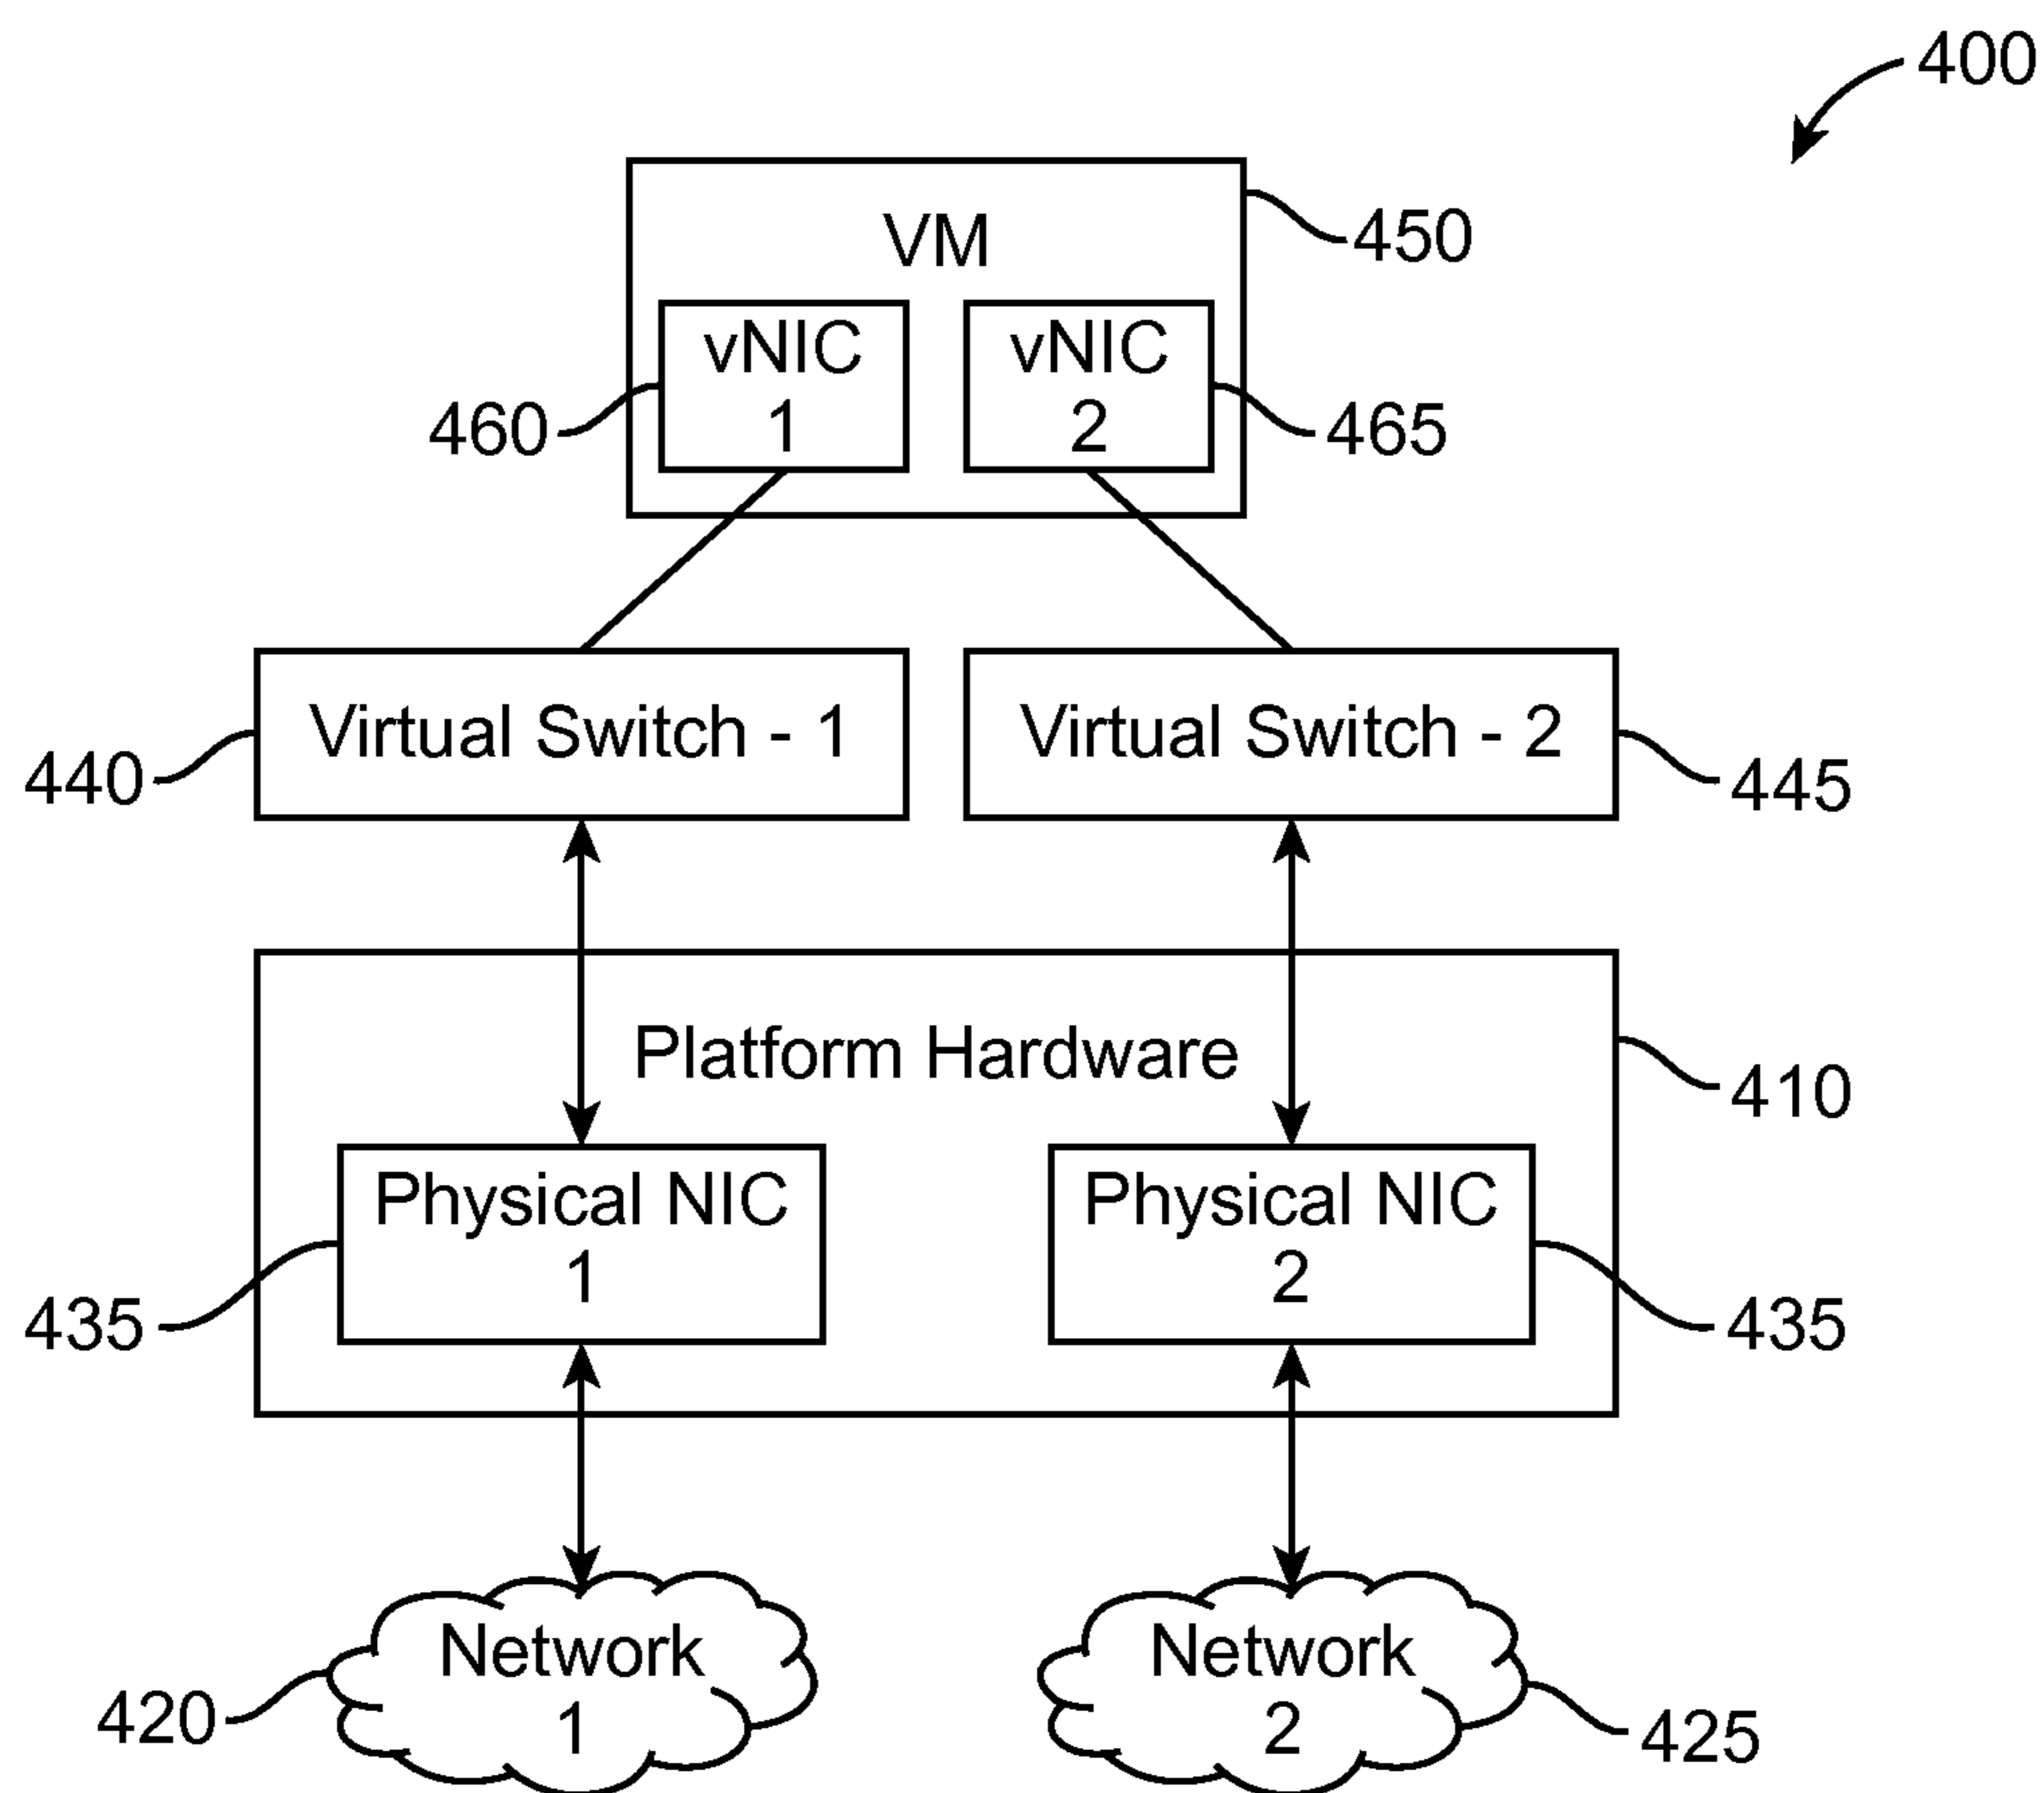 400
VM
450
vNIC
1
vNIC
2
460
465
Virtual Switch - 1
Virtual Switch - 2
440
445
Platform Hardware
410
Physical NIC
1
Physical NIC
2
435
435
Network
1
Network
2
420
425